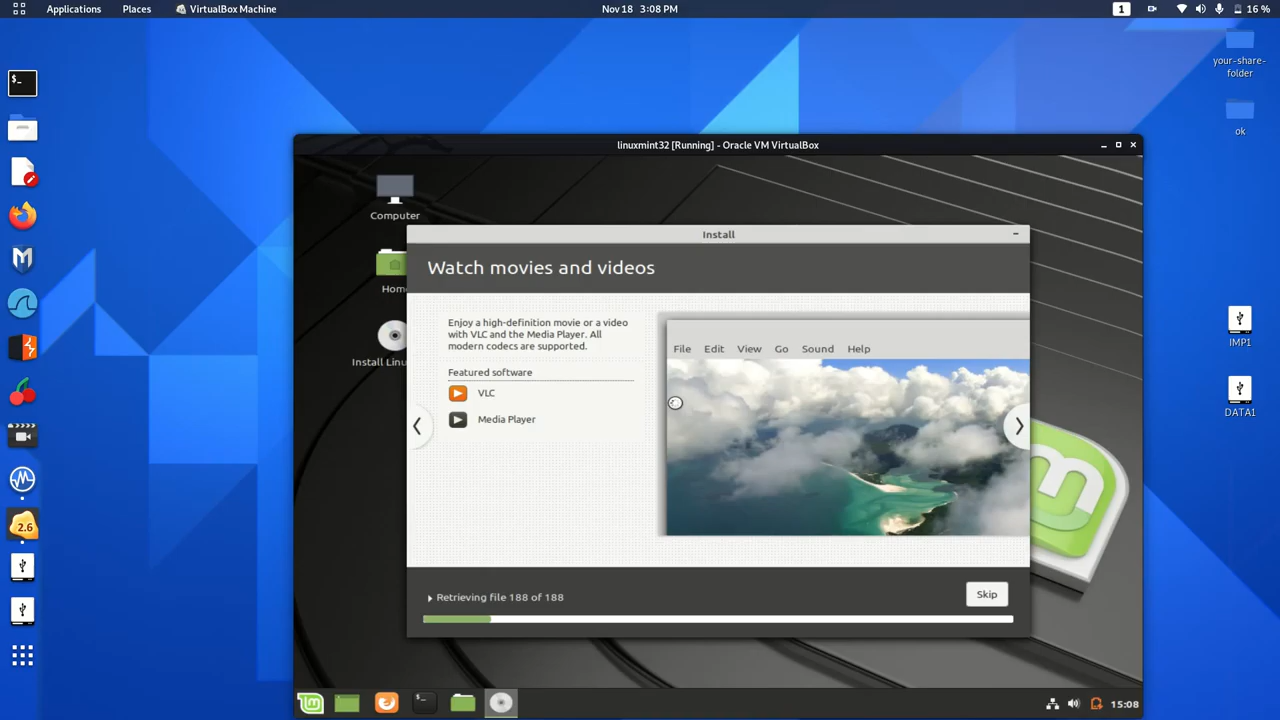 Applications Places VirtualBox Machine Nov 18 3:08 PM 1 16 %
your-share-folder
ok
IMP1
DATA1
$_
2.6
linuxmint32 [Running] - Oracle VM VirtualBox
Computer
Home
Install Linu
Install
Watch movies and videos
Enjoy a high-definition movie or a video
with VLC and the Media Player. All
modern codecs are supported.
Featured software
VLC
Media Player
File Edit View Go Sound Help
Retrieving file 188 of 188
Skip
15:08